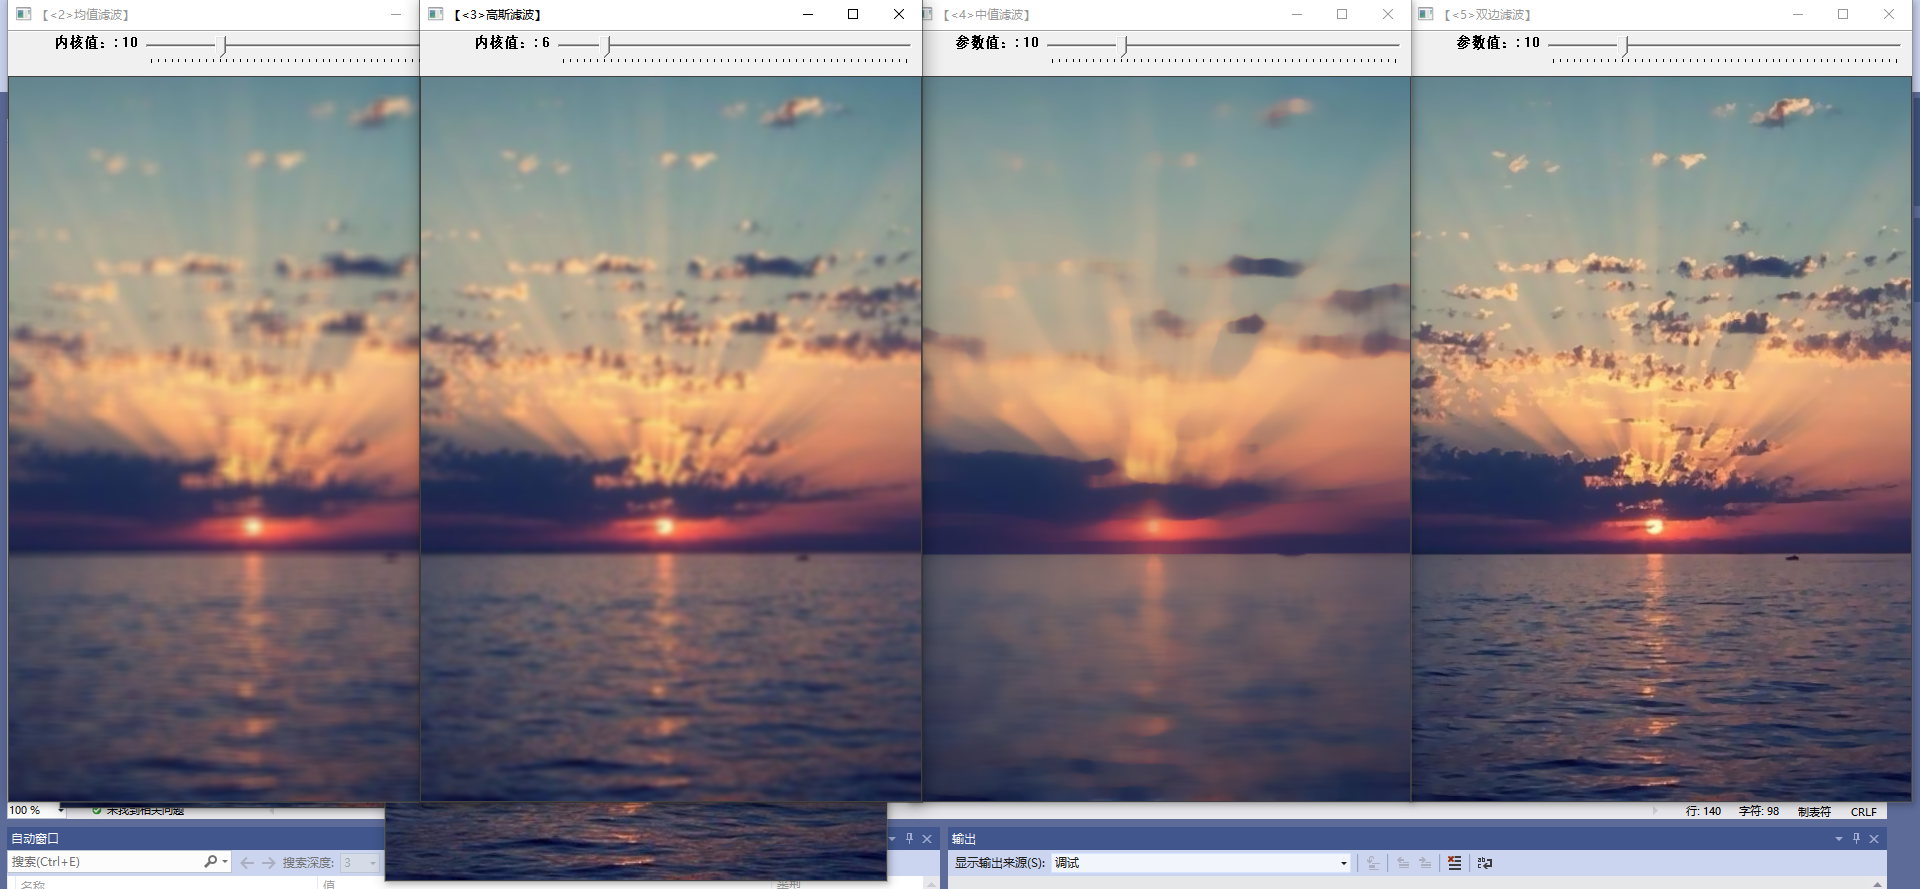 【<2>均值滤波】
【<3>高斯滤波】
【<4>中值滤波】
【<5>双边滤波】
内核值：: 10
内核值：: 6
参数值：: 10
参数值：: 10
100 %
未找到相关问题
行: 140
字符: 98
制表符
CRLF
自动窗口
输出
搜索(Ctrl+E)
搜索深度:
3
显示输出来源(S):
调试
名称
值
类型